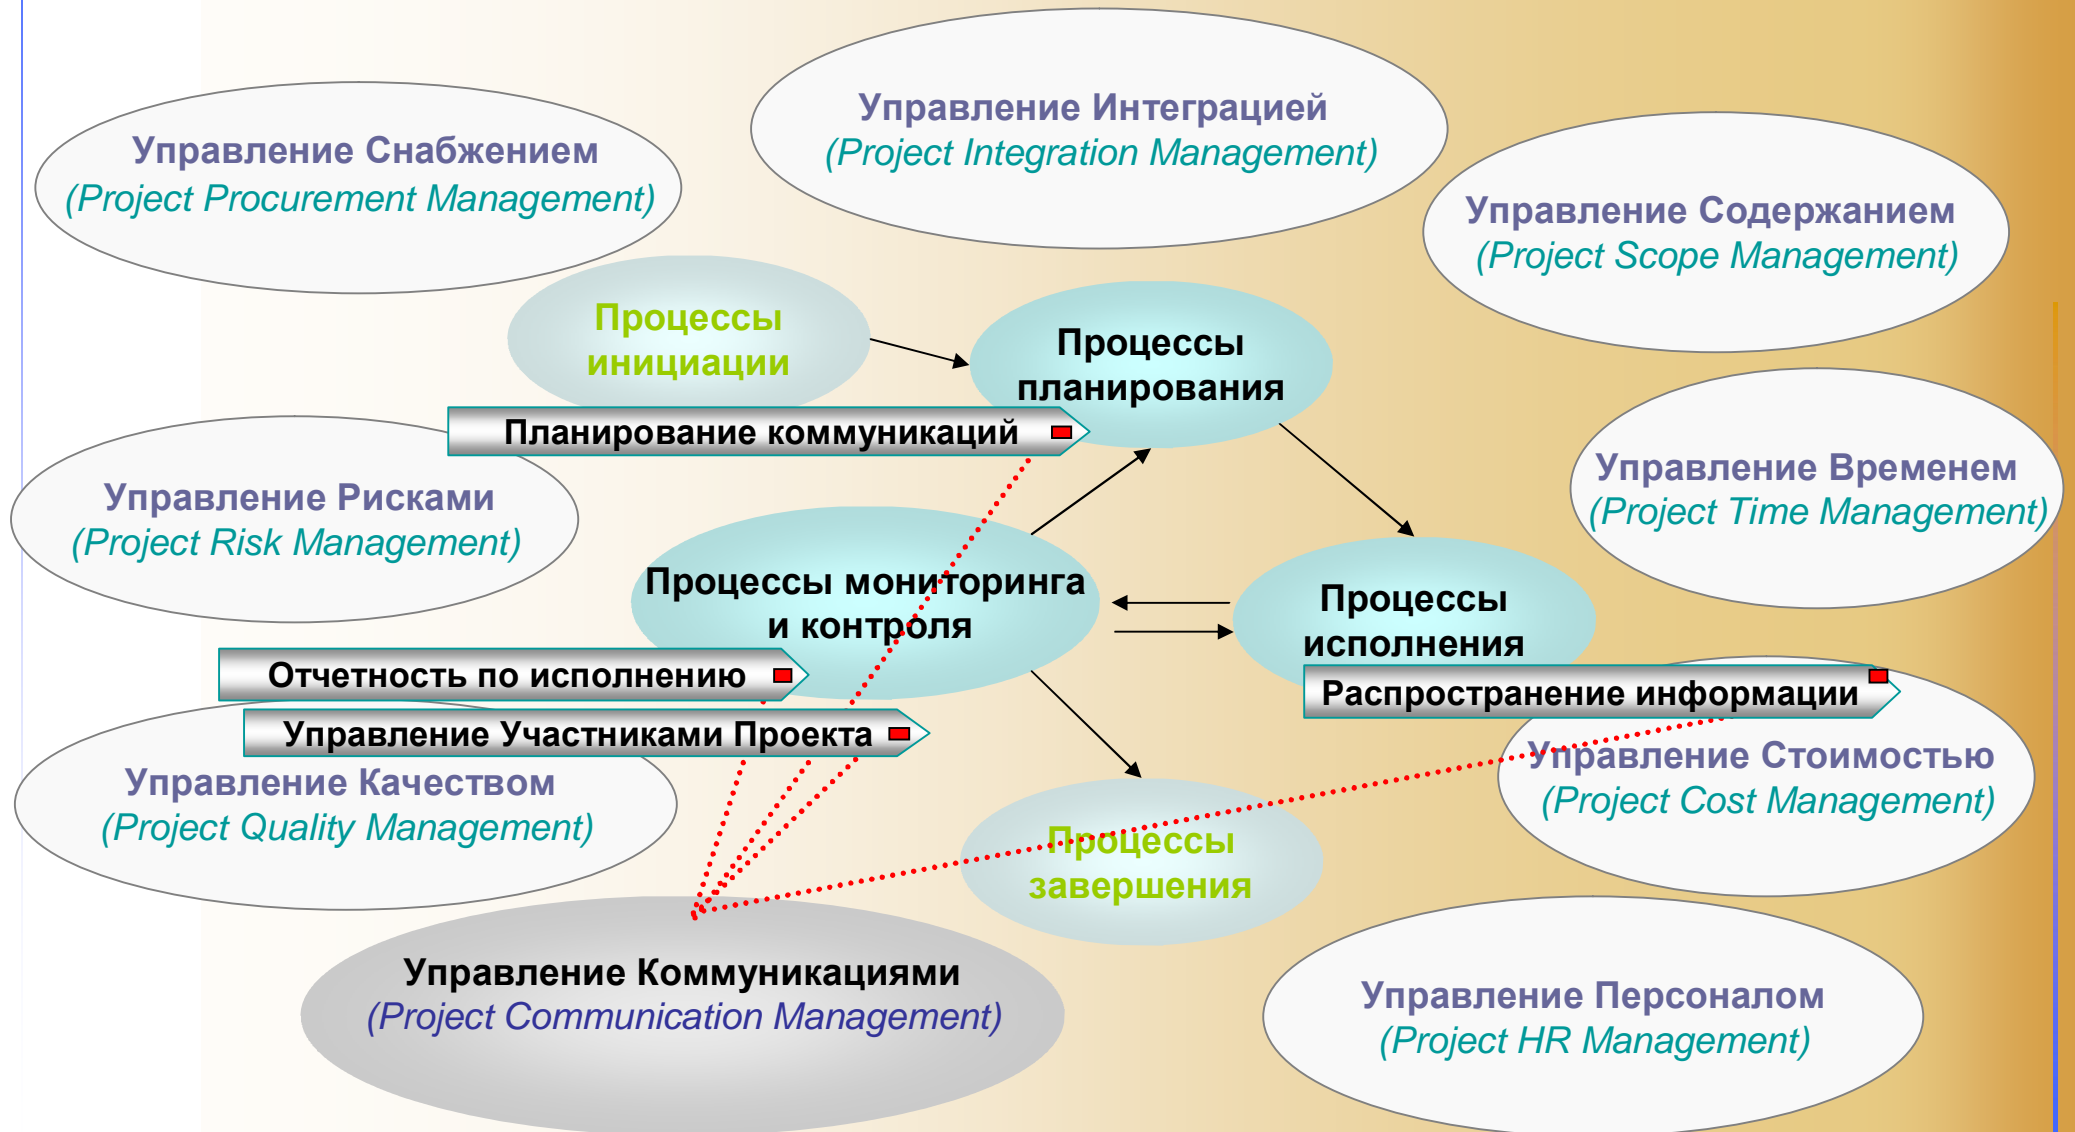 Управление Интеграцией
(Project Integration Management)
Управление Снабжением
(Project Procurement Management)
Управление Содержанием
(Project Scope Management)
Процессы
инициации
Процессы
планирования
Планирование коммуникаций
Управление Рисками
(Project Risk Management)
Управление Временем
(Project Time Management)
Процессы мониторинга
и контроля
Процессы
исполнения
Отчетность по исполнению
Распространение информации
Управление Участниками Проекта
Управление Качеством
(Project Quality Management)
Управление Стоимостью
(Project Cost Management)
Процессы
завершения
Управление Коммуникациями
(Project Communication Management)
Управление Персоналом
(Project HR Management)